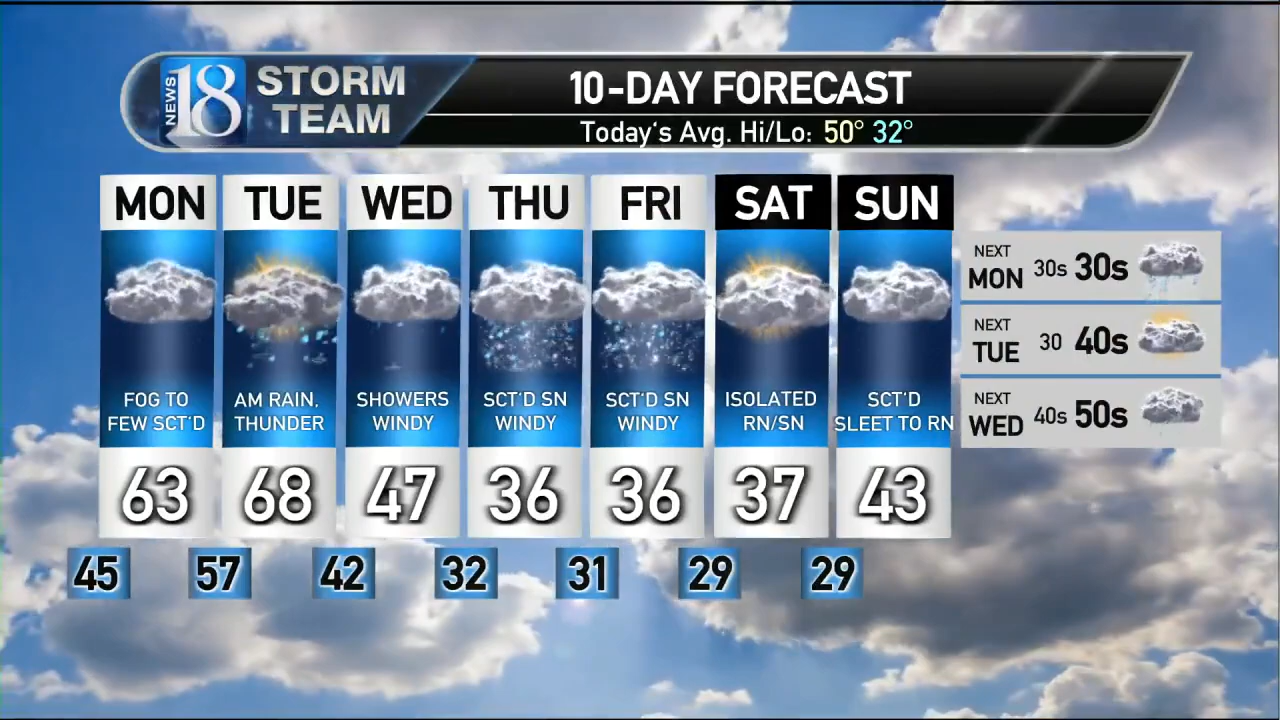 NEWS 18 STORM TEAM
10-DAY FORECAST
Today's Avg. Hi/Lo: 50° 32°
MON TUE WED THU FRI SAT SUN
FOG TO
FEW SCT'D
AM RAIN,
THUNDER
SHOWERS
WINDY
SCT'D SN
WINDY
SCT'D SN
WINDY
ISOLATED
RN/SN
SCT'D
SLEET TO RN
63 68 47 36 36 37 43
45 57 42 32 31 29 29
NEXT
MON 30s 30s
NEXT
TUE 30 40s
NEXT
WED 40s 50s